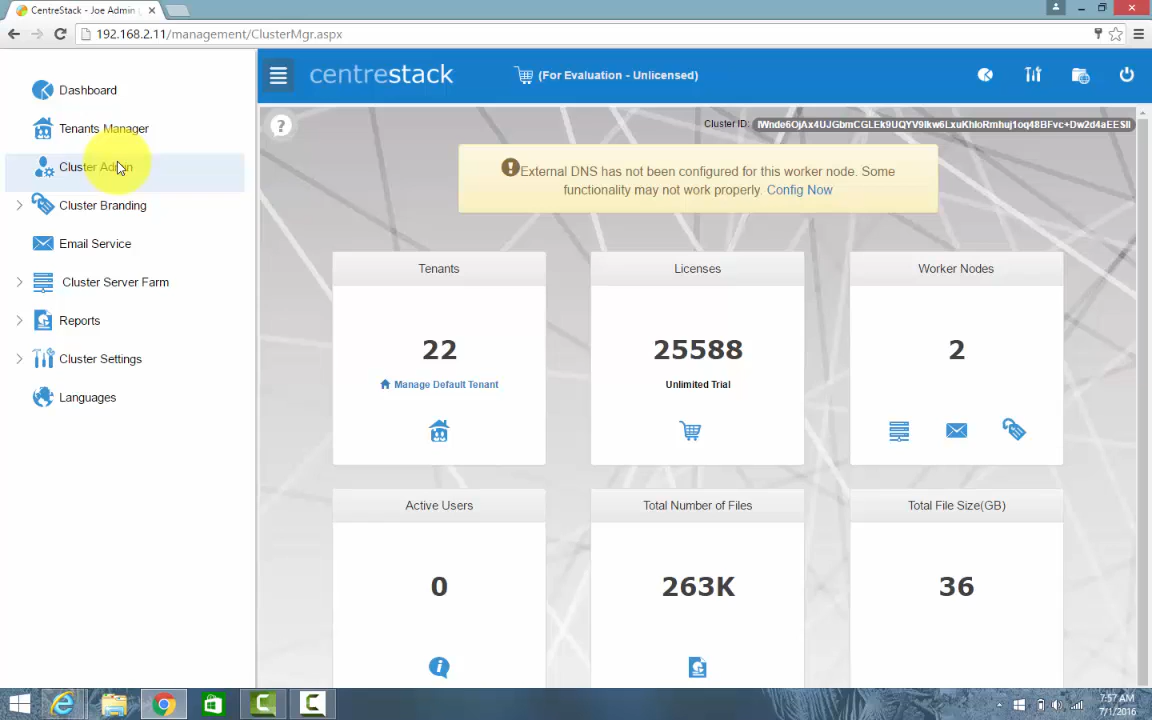 CentreStack - Joe Admin
192.168.2.11/management/ClusterMgr.aspx
Dashboard
Tenants Manager
Cluster Admin
Cluster Branding
Email Service
Cluster Server Farm
Reports
Cluster Settings
Languages
centrestack
(For Evaluation - Unlicensed)
?
Cluster ID:
External DNS has not been configured for this worker node. Some
functionality may not work properly. Config Now
Tenants
22
Manage Default Tenant
Licenses
25588
Unlimited Trial
Worker Nodes
2
Active Users
0
Total Number of Files
263K
Total File Size(GB)
36
7:57 AM
7/1/2016